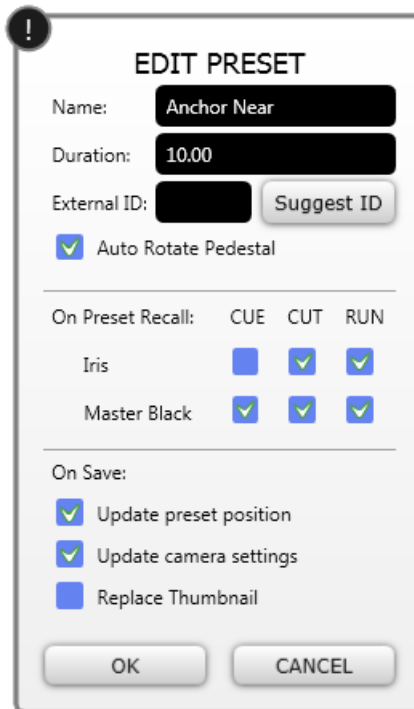 !
EDIT PRESET
Name: Anchor Near
Duration: 10.00
External ID: Suggest ID
Auto Rotate Pedestal
On Preset Recall: CUE CUT RUN
Iris
Master Black
On Save:
Update preset position
Update camera settings
Replace Thumbnail
OK CANCEL